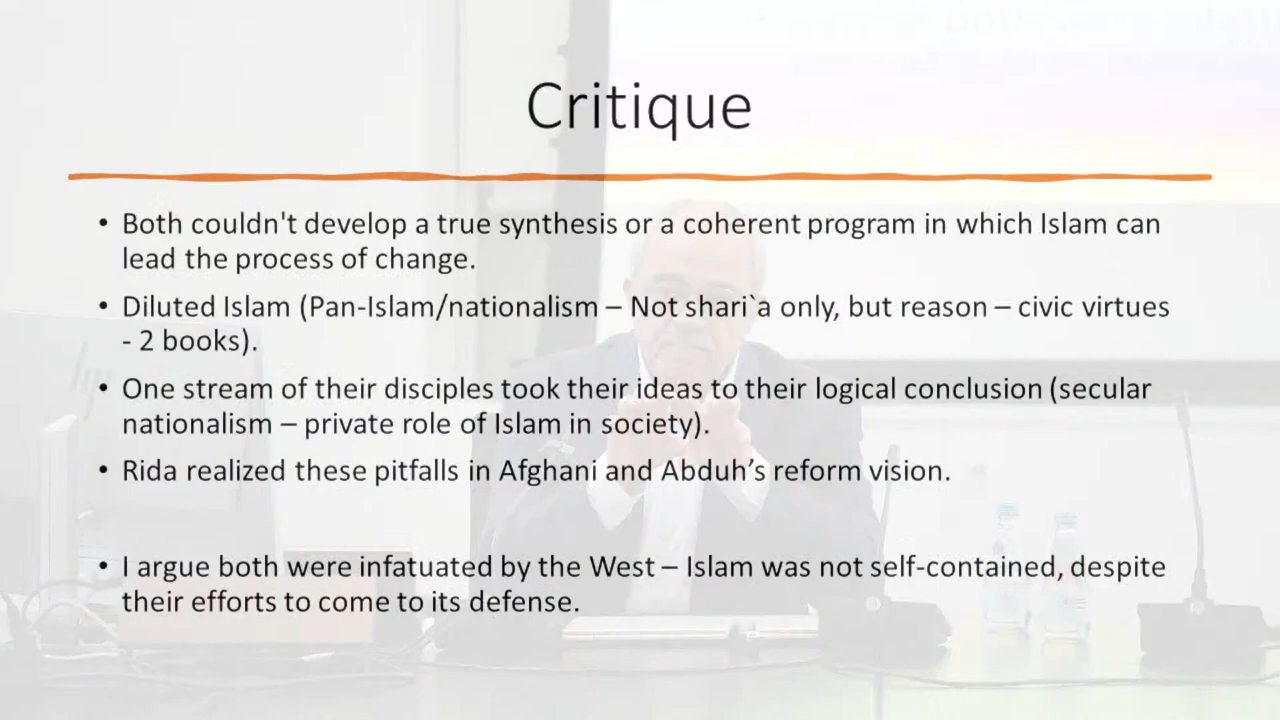 Critique
• Both couldn't develop a true synthesis or a coherent program in which Islam can
lead the process of change.
• Diluted Islam (Pan-Islam/nationalism – Not shari`a only, but reason – civic virtues
- 2 books).
• One stream of their disciples took their ideas to their logical conclusion (secular
nationalism – private role of Islam in society).
• Rida realized these pitfalls in Afghani and Abduh’s reform vision.
• I argue both were infatuated by the West – Islam was not self-contained, despite
their efforts to come to its defense.